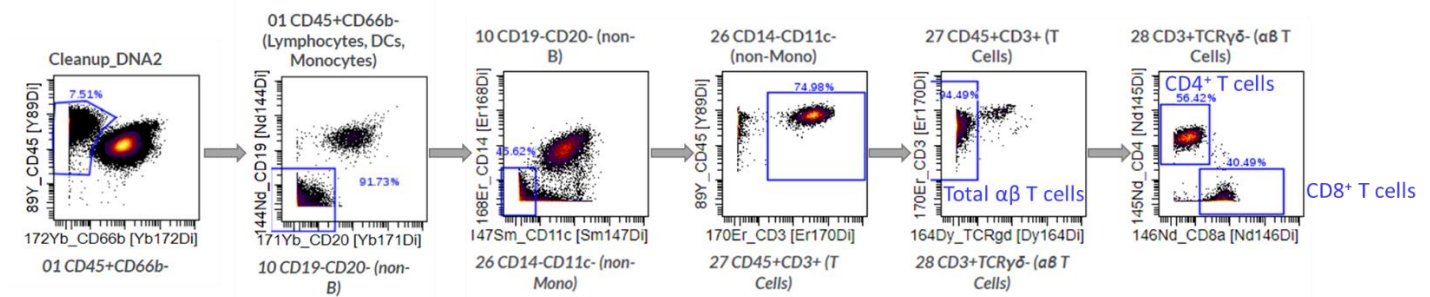 Cleanup_DNA2
7.51%
89Y_CD45 [Y89Di]
172Yb_CD66b [Yb172Di]
01 CD45+CD66b-
01 CD45+CD66b-
(Lymphocytes, DCs,
Monocytes)
91.73%
44Nd_CD19 [Nd144Di]
171Yb_CD20 [Yb171Di]
10 CD19-CD20- (non-
B)
10 CD19-CD20- (non-
B)
45.62%
168Er_CD14 [Er168Di]
147Sm_CD11c [Sm147Di]
26 CD14-CD11c- (non-
Mono)
26 CD14-CD11c-
(non-Mono)
74.98%
89Y_CD45 [Y89Di]
170Er_CD3 [Er170Di]
27 CD45+CD3+ (T
Cells)
27 CD45+CD3+ (T
Cells)
94.49%
170Er_CD3 [Er170Di]
Total αβ T cells
164Dy_TCRgd [Dy164Di]
28 CD3+TCRγδ- (αβ T
Cells)
28 CD3+TCRγδ- (αβ T
Cells)
CD4⁺ T cells
56.42%
40.49%
CD8⁺ T cells
145Nd_CD4 [Nd145Di]
146Nd_CD8a [Nd146Di]